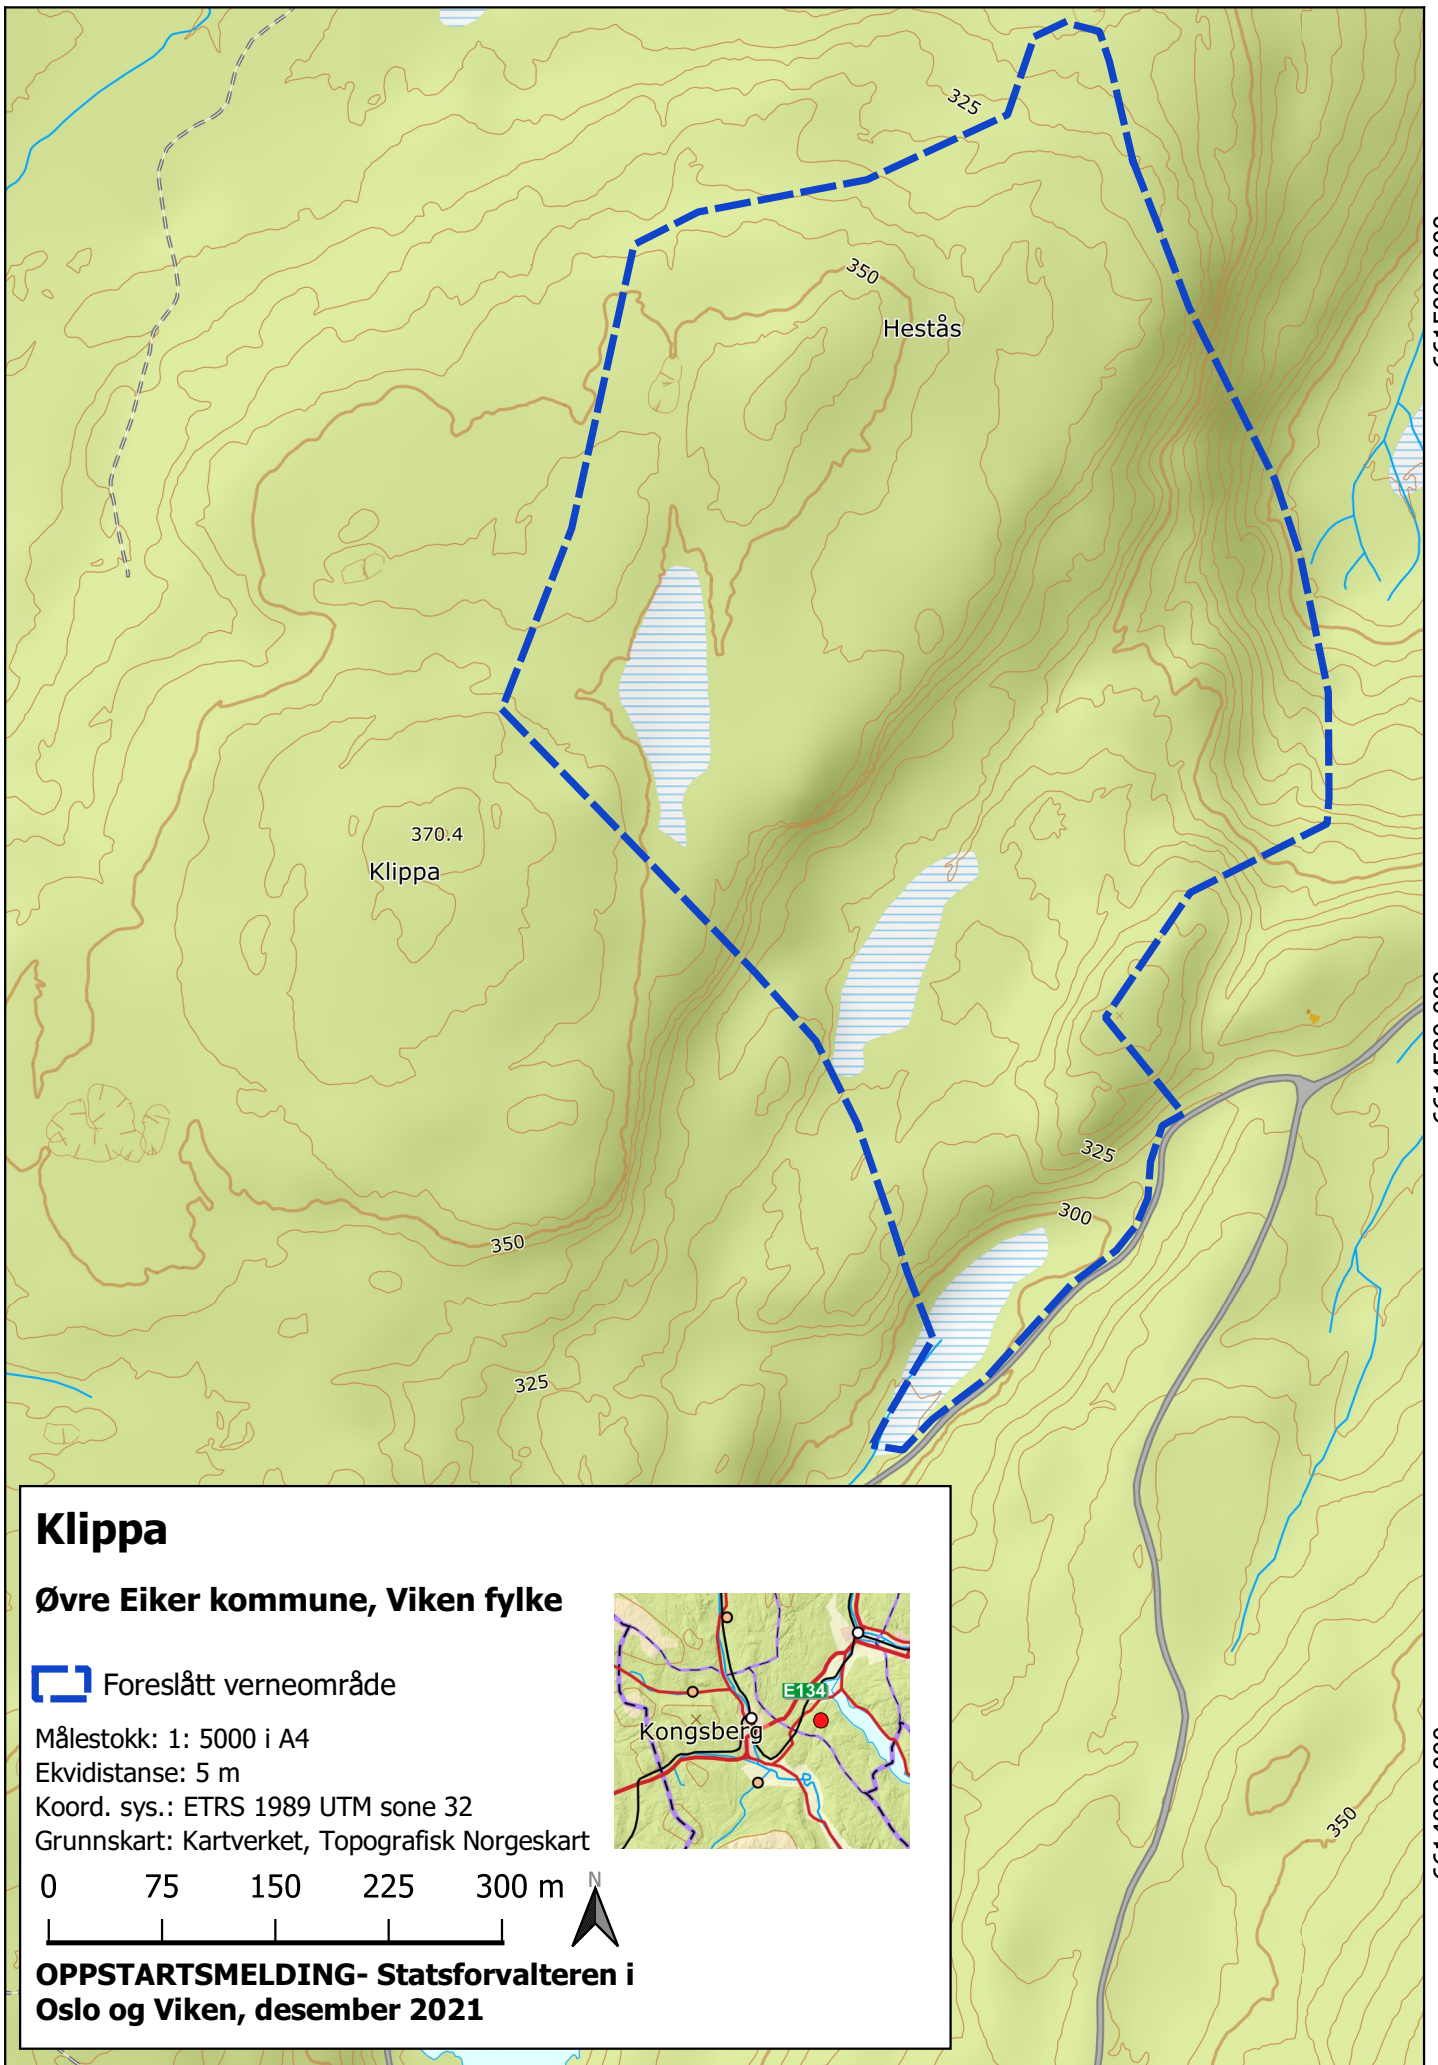 325
350
Hestås
370.4
Klippa
325
300
350
325
350
Klippa
Øvre Eiker kommune, Viken fylke
Foreslått verneområde
E134
Kongsberg
Målestokk: 1: 5000 i A4
Ekvidistanse: 5 m
Koord. sys.: ETRS 1989 UTM sone 32
Grunnskart: Kartverket, Topografisk Norgeskart
0 75 150 225 300 m
N
OPPSTARTSMELDING- Statsforvalteren i
Oslo og Viken, desember 2021